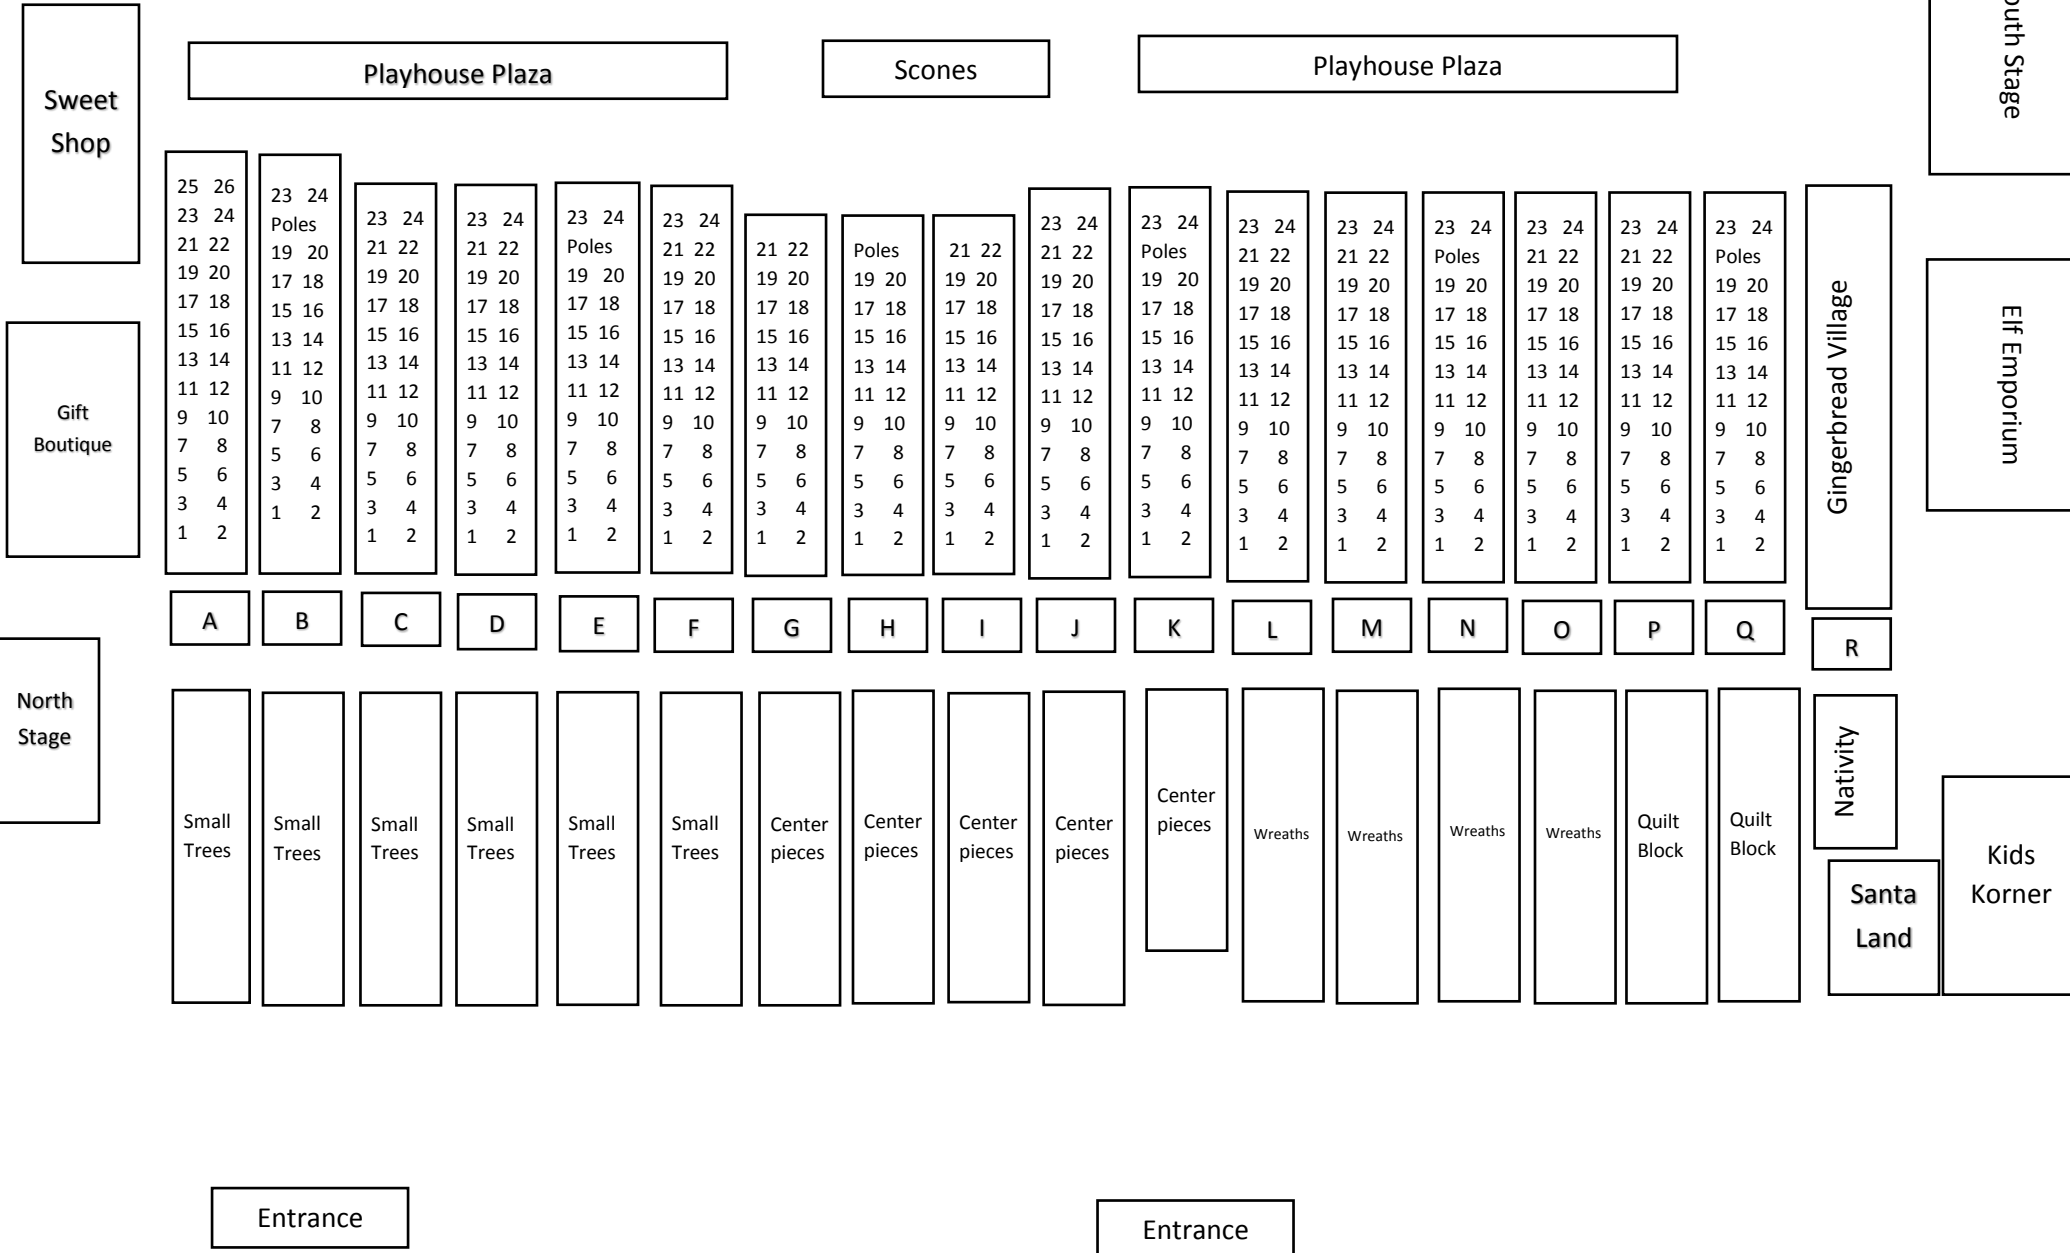 Sweet
Shop
Playhouse Plaza
Scones
Playhouse Plaza
outh Stage
25 26
23 24
21 22
19 20
17 18
15 16
13 14
11 12
9 10
7 8
5 6
3 4
1 2
23 24
Poles
19 20
17 18
15 16
13 14
11 12
9 10
7 8
5 6
3 4
1 2
23 24
21 22
19 20
17 18
15 16
13 14
11 12
9 10
7 8
5 6
3 4
1 2
23 24
21 22
19 20
17 18
15 16
13 14
11 12
9 10
7 8
5 6
3 4
1 2
23 24
Poles
19 20
17 18
15 16
13 14
11 12
9 10
7 8
5 6
3 4
1 2
23 24
21 22
19 20
17 18
15 16
13 14
11 12
9 10
7 8
5 6
3 4
1 2
21 22
19 20
17 18
15 16
13 14
11 12
9 10
7 8
5 6
3 4
1 2
Poles
19 20
17 18
15 16
13 14
11 12
9 10
7 8
5 6
3 4
1 2
21 22
19 20
17 18
15 16
13 14
11 12
9 10
7 8
5 6
3 4
1 2
23 24
21 22
19 20
17 18
15 16
13 14
11 12
9 10
7 8
5 6
3 4
1 2
23 24
Poles
19 20
17 18
15 16
13 14
11 12
9 10
7 8
5 6
3 4
1 2
23 24
21 22
19 20
17 18
15 16
13 14
11 12
9 10
7 8
5 6
3 4
1 2
23 24
21 22
19 20
17 18
15 16
13 14
11 12
9 10
7 8
5 6
3 4
1 2
23 24
Poles
19 20
17 18
15 16
13 14
11 12
9 10
7 8
5 6
3 4
1 2
23 24
21 22
19 20
17 18
15 16
13 14
11 12
9 10
7 8
5 6
3 4
1 2
23 24
21 22
19 20
17 18
15 16
13 14
11 12
9 10
7 8
5 6
3 4
1 2
23 24
Poles
19 20
17 18
15 16
13 14
11 12
9 10
7 8
5 6
3 4
1 2
Gingerbread Village
Elf Emporium
Gift
Boutique
A
B
C
D
E
F
G
H
I
J
K
L
M
N
O
P
Q
R
North
Stage
Small
Trees
Small
Trees
Small
Trees
Small
Trees
Small
Trees
Small
Trees
Center
pieces
Center
pieces
Center
pieces
Center
pieces
Center
pieces
Wreaths
Wreaths
Wreaths
Wreaths
Quilt
Block
Quilt
Block
Nativity
Santa
Land
Kids
Korner
Entrance
Entrance